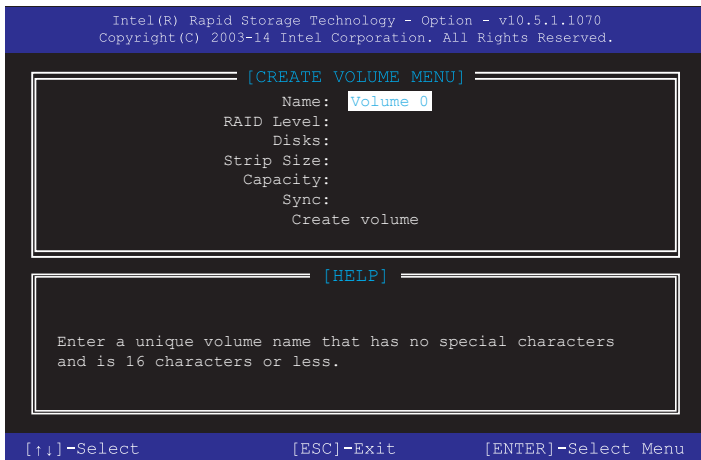 Intel(R) Rapid Storage Technology - Option - v10.5.1.1070
Copyright(C) 2003-14 Intel Corporation. All Rights Reserved.
[CREATE VOLUME MENU]
Name: Volume 0
RAID Level:
Disks:
Strip Size:
Capacity:
Sync:
Create volume
[HELP]
Enter a unique volume name that has no special characters
and is 16 characters or less.
[↑↓]-Select [ESC]-Exit [ENTER]-Select Menu